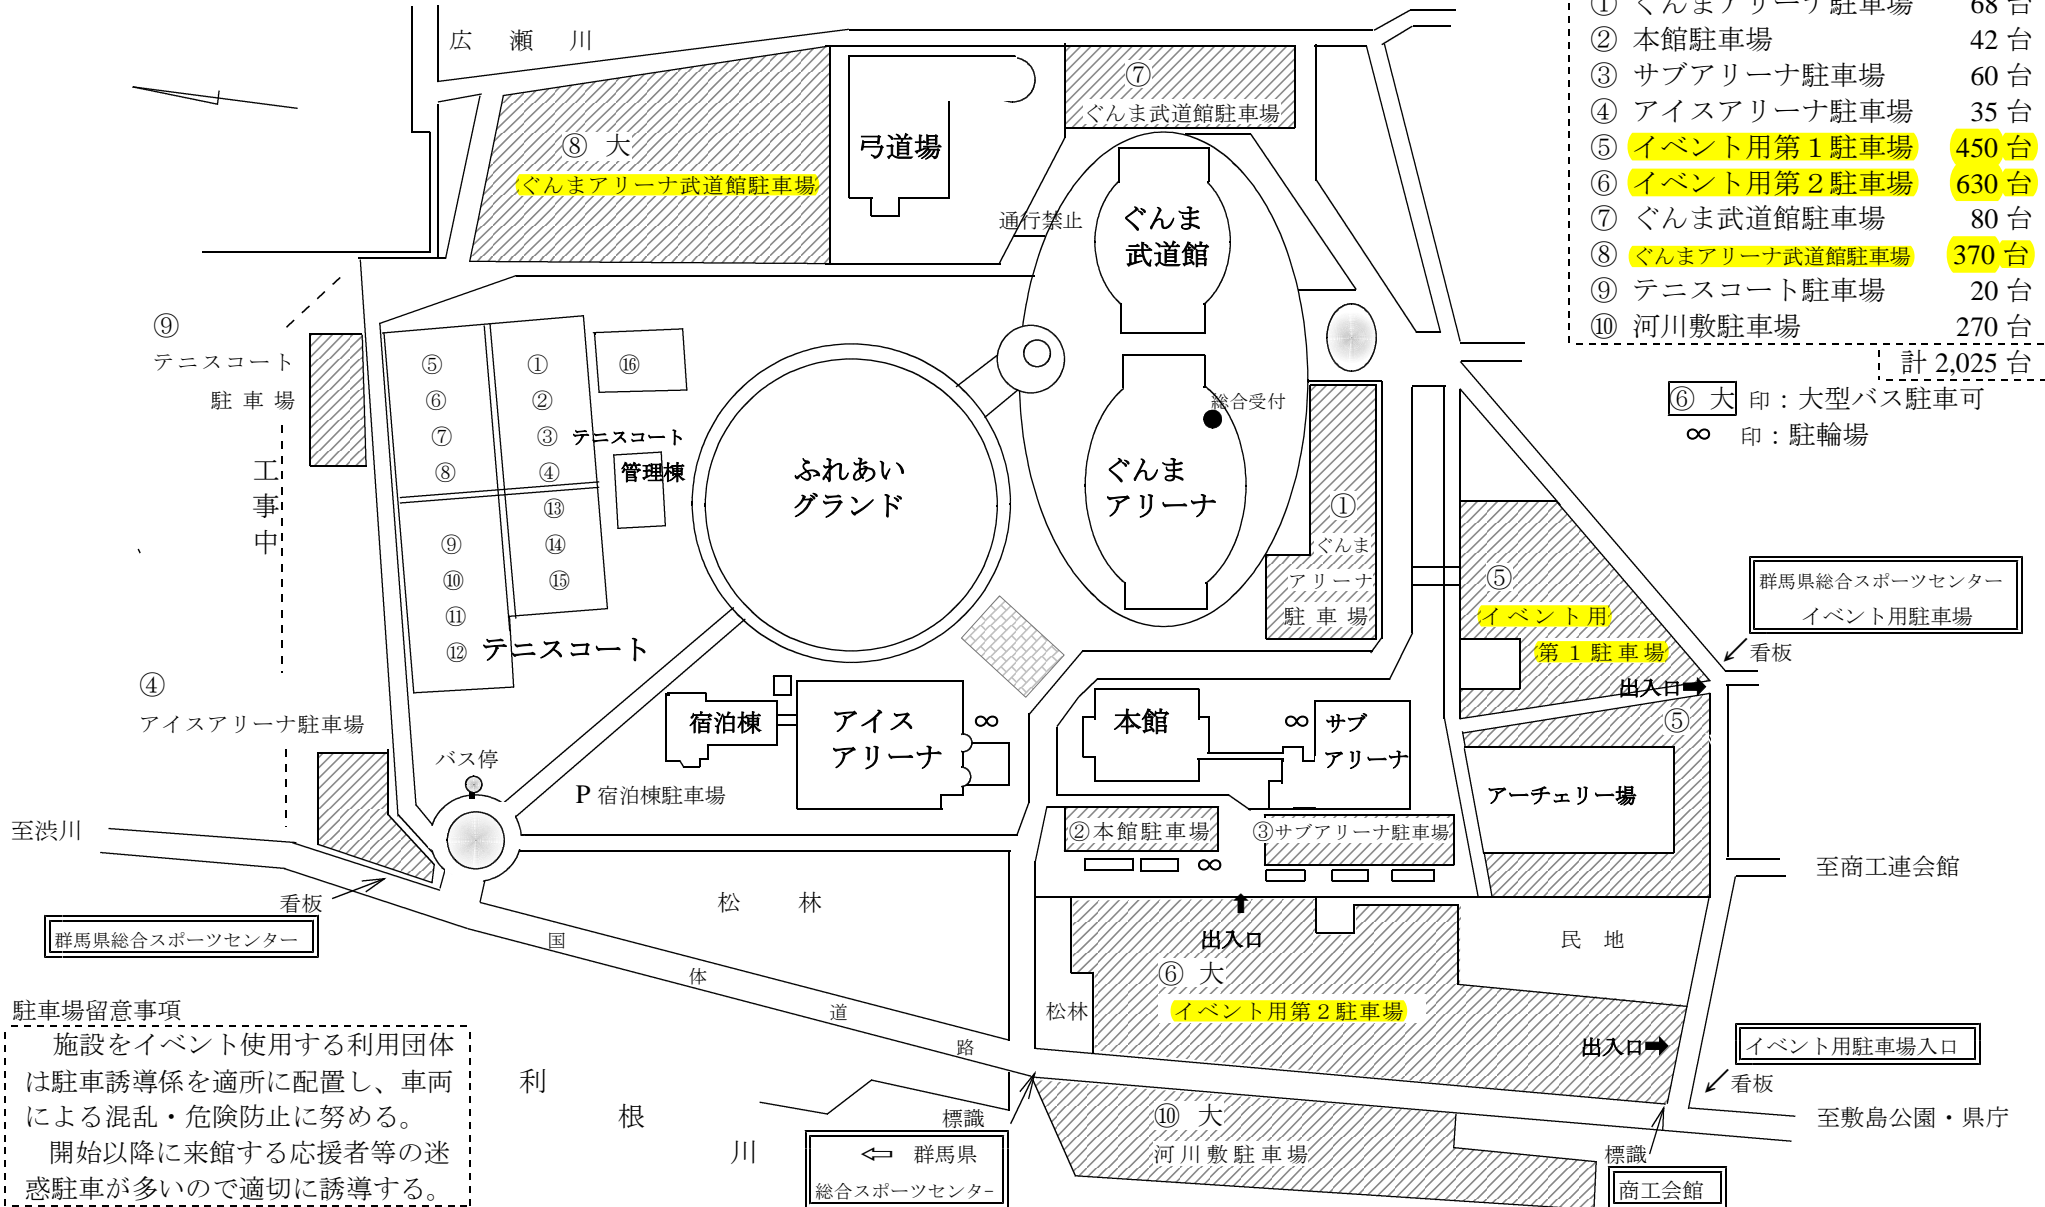 ① ぐんまアリーナ駐車場 68 台
② 本館駐車場 42 台
③ サブアリーナ駐車場 60 台
④ アイスアリーナ駐車場 35 台
⑤ イベント用第１駐車場 450 台
⑥ イベント用第２駐車場 630 台
⑦ ぐんま武道館駐車場 80 台
⑧ ぐんまアリーナ武道館駐車場 370 台
⑨ テニスコート駐車場 20 台
⑩ 河川敷駐車場 270 台
計 2,025 台
⑥ 大 印：大型バス駐車可
∞ 印：駐輪場
広 瀬 川
⑧ 大
ぐんまアリーナ武道館駐車場
弓道場
⑦
ぐんま武道館駐車場
通行禁止
ぐんま
武道館
⑨
テニスコート
駐 車 場
工
事
中
⑤
⑥
⑦
⑧
①
②
③
④
⑯
⑬
⑭
⑮
⑨
⑩
⑪
⑫
テニスコート
管理棟
テニスコート
ふれあい
グランド
総合受付
ぐんま
アリーナ
①
ぐんま
アリーナ
駐 車 場
⑤
イベント用
第１駐車場
出入口
⑤
群馬県総合スポーツセンター
イベント用駐車場
看板
④
アイスアリーナ駐車場
バス停
宿泊棟
P 宿泊棟駐車場
アイス
アリーナ
∞
本館
∞
サブ
アリーナ
アーチェリー場
②本館駐車場
③サブアリーナ駐車場
∞
至渋川
看板
群馬県総合スポーツセンター
松 林
国
体
道
路
出入口
⑥ 大
イベント用第２駐車場
松林
民 地
出入口
至商工連会館
イベント用駐車場入口
看板
至敷島公園・県庁
駐車場留意事項
施設をイベント使用する利用団体
は駐車誘導係を適所に配置し、車両
による混乱・危険防止に努める。
開始以降に来館する応援者等の迷
惑駐車が多いので適切に誘導する。
利
根
川
標識
⇦ 群馬県
総合スポーツセンター
⑩ 大
河川敷駐車場
標識
商工会館